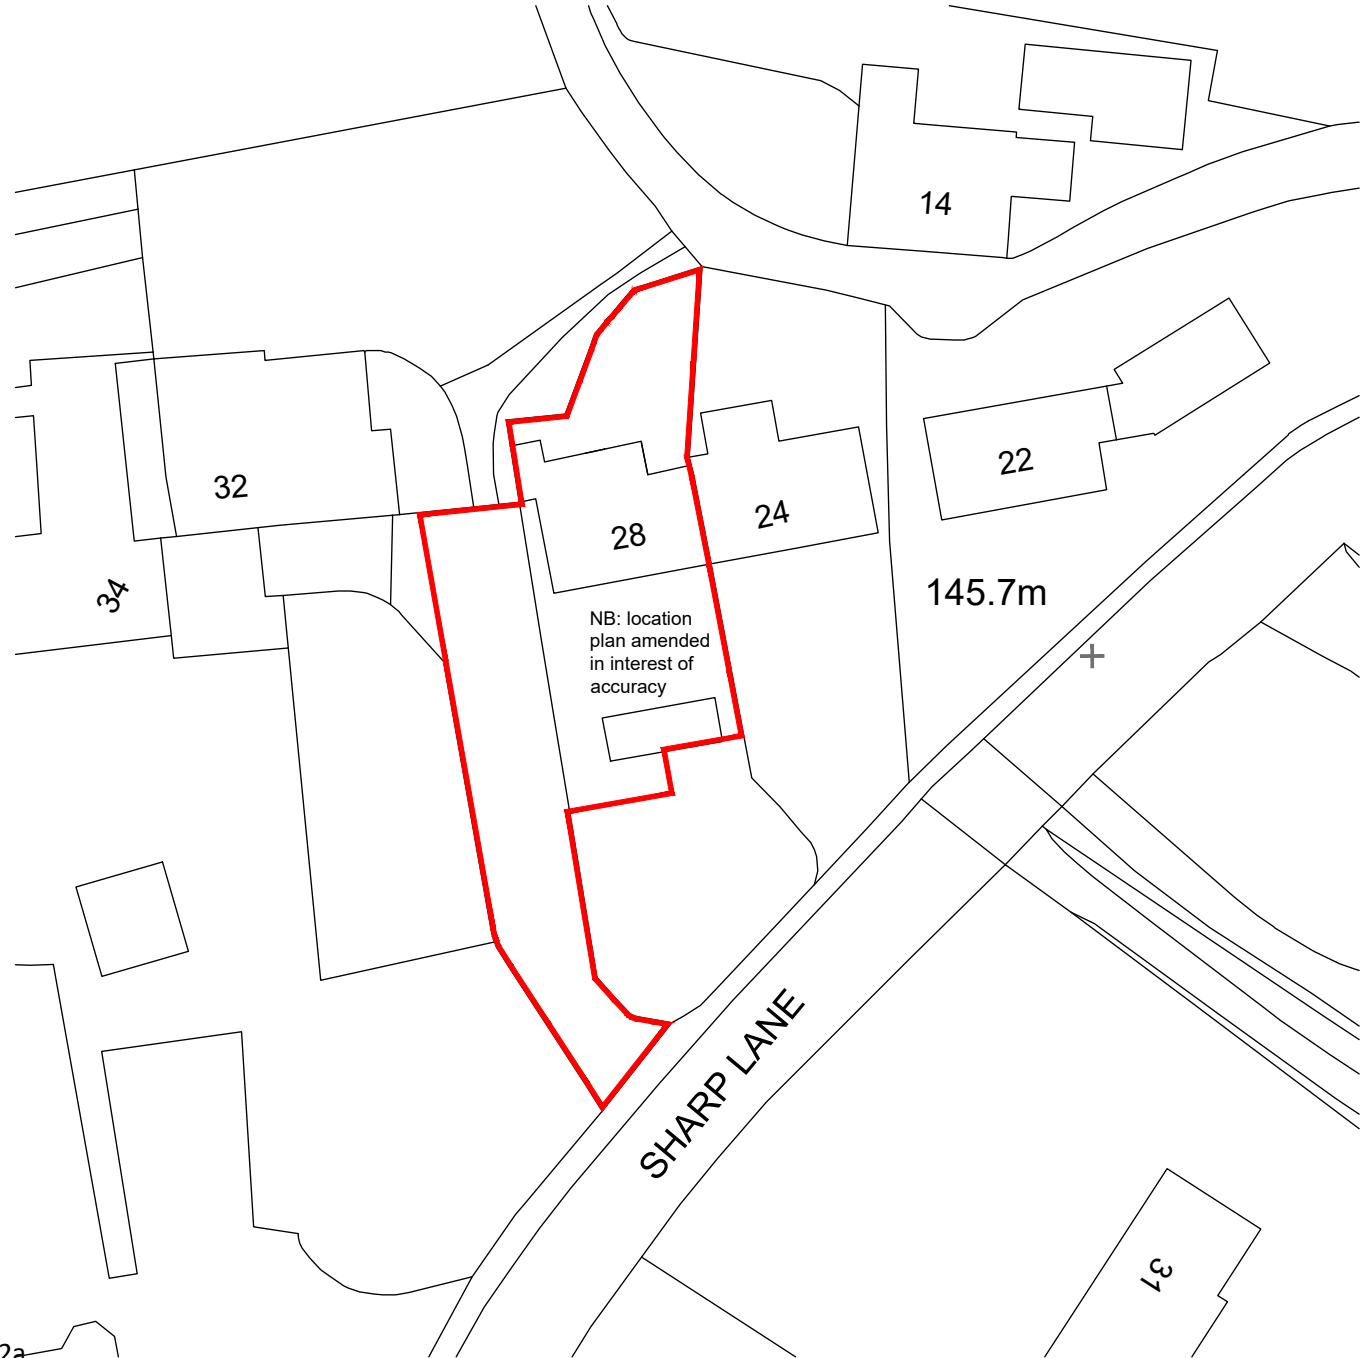 14
32
22
24
28
34
145.7m
NB: location
plan amended
in interest of
accuracy
SHARP LANE
31
2a